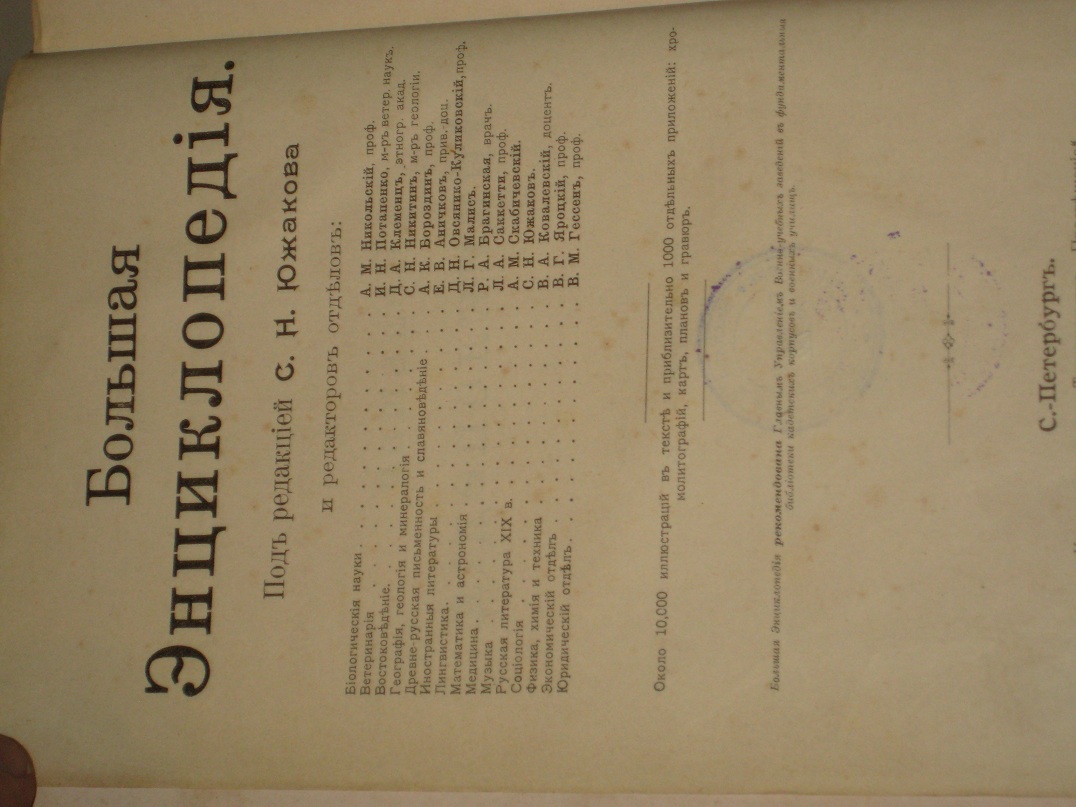 Большая
Энциклопедія.
Подъ редакціей С. Н. Южакова
и редакторовъ отдѣловъ:
Біологическія науки . . . . . . . . . . . . А. М. Никольскій, проф.
Ветеринарія . . . . . . . . . . . . И. Н. Потапенко, м-ръ ветер. наукъ.
Востоковѣдѣніе. . . . . . . . . . . . Д. А. Клеменцъ, этногр. акад.
Географія, геологія и минералогія . . . . . . . С. Н. Никитинъ, м-ръ геологіи.
Древне-русская письменность и славяновѣдѣніе . . . А. К. Бороздинъ, проф.
Иностранныя литературы . . . . . . . . . . Е. В. Аничковъ, прив.-доц.
Лингвистика. . . . . . . . . . . . Д. Н. Овсянико-Куликовскій, проф.
Математика и астрономія . . . . . . . . . . Л. Г. Малисъ.
Медицина . . . . . . . . . . . . Р. А. Брагинская, врачъ.
Музыка . . . . . . . . . . . . Л. А. Саккетти, проф.
Русская литература XIX в. . . . . . . . . . А. М. Скабичевскій.
Соціологія . . . . . . . . . . . . С. Н. Южаковъ.
Физика, химія и техника . . . . . . . . . . В. А. Ковалевскій, доцентъ.
Экономическій отдѣлъ . . . . . . . . . . В. Г. Яроцкій, проф.
Юридическій отдѣлъ. . . . . . . . . . . В. М. Гессенъ, проф.
Около 10,000 иллюстрацій въ текстѣ и приблизительно 1000 отдѣльныхъ приложеній: хро-
молитографій, картъ, плановъ и гравюръ.
Большая Энциклопедія рекомендована Главнымъ Управленіемъ Военно-учебныхъ заведеній въ фундаментальныя
библіотеки кадетскихъ корпусовъ и военныхъ училищъ.
С.-Петербургъ.